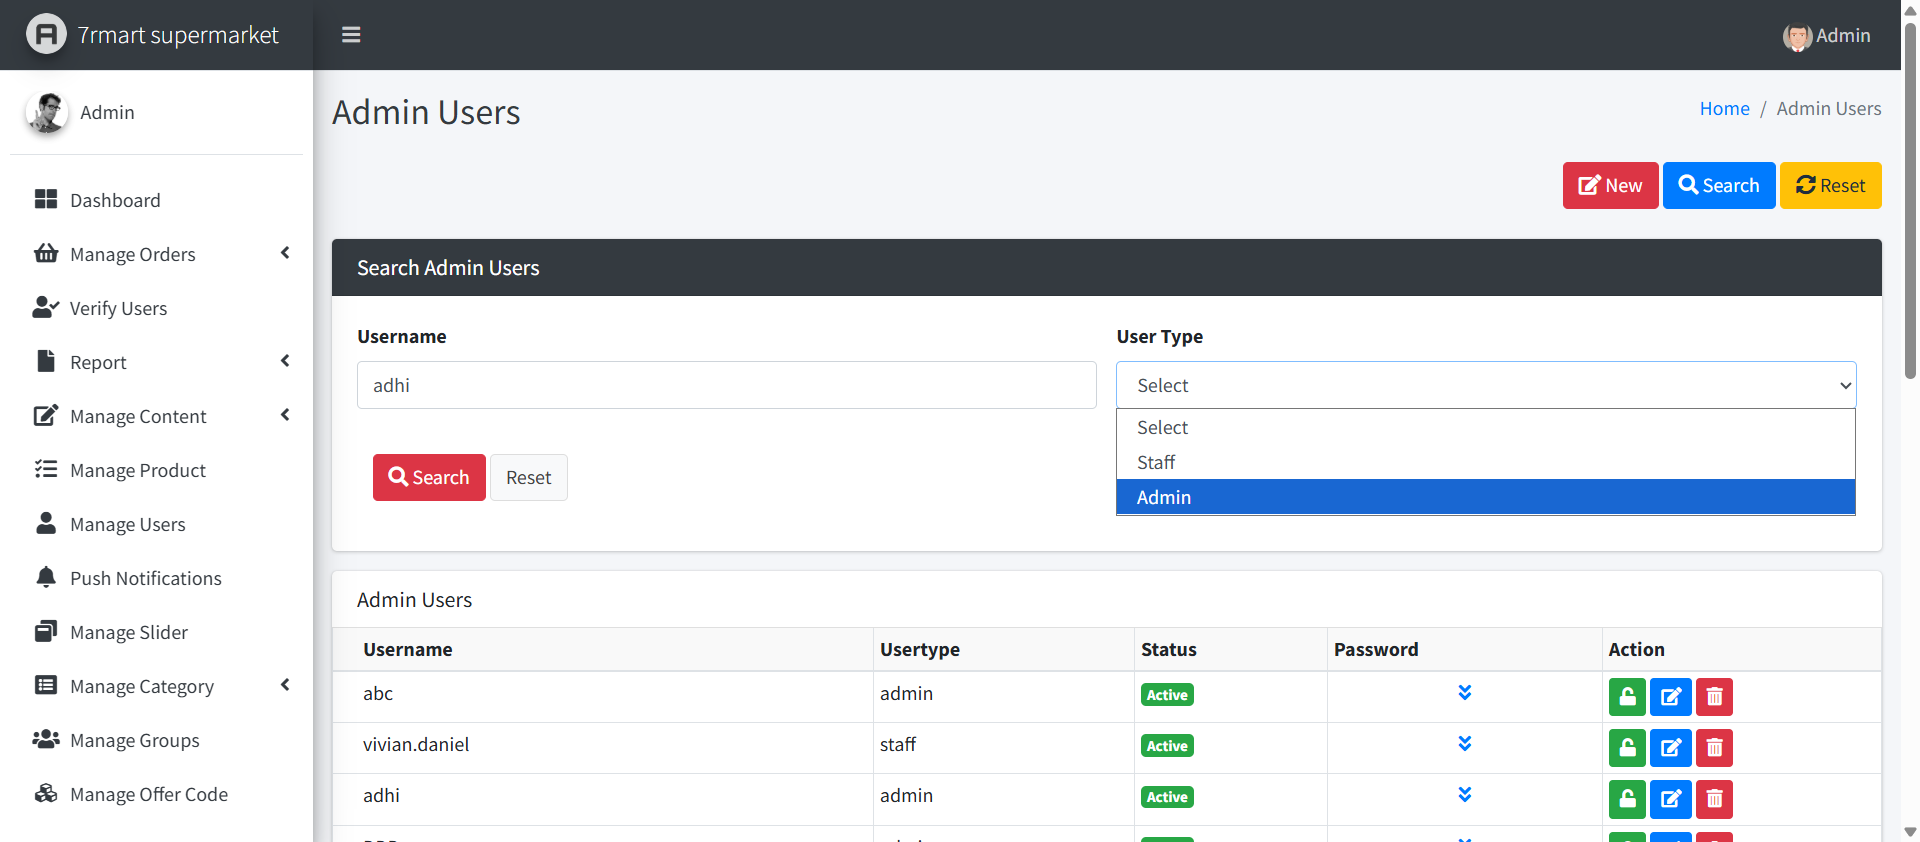 7rmart supermarket
Admin
Admin
Dashboard
Manage Orders
Verify Users
Report
Manage Content
Manage Product
Manage Users
Push Notifications
Manage Slider
Manage Category
Manage Groups
Manage Offer Code
Admin Users
Home / Admin Users
New Search Reset
Search Admin Users
Username User Type
adhi Select
Select
Staff
Admin
Search Reset
Admin Users
Username Usertype Status Password Action
abc admin Active
vivian.daniel staff Active
adhi admin Active